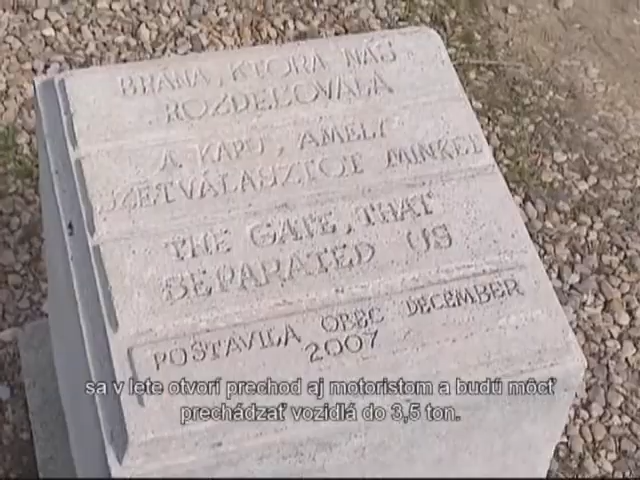 BRÁNA, KTORÁ NÁS
ROZDEĽOVALA
A KAPU, AMELY
SZÉTVÁLASZTOTT MINKET
THE GATE, THAT
SEPARATED US
POSTAVILA OBEC DECEMBER
2007
sa v lete otvorí prechod aj motoristom a budú môcť
prechádzať vozidlá do 3,5 ton.